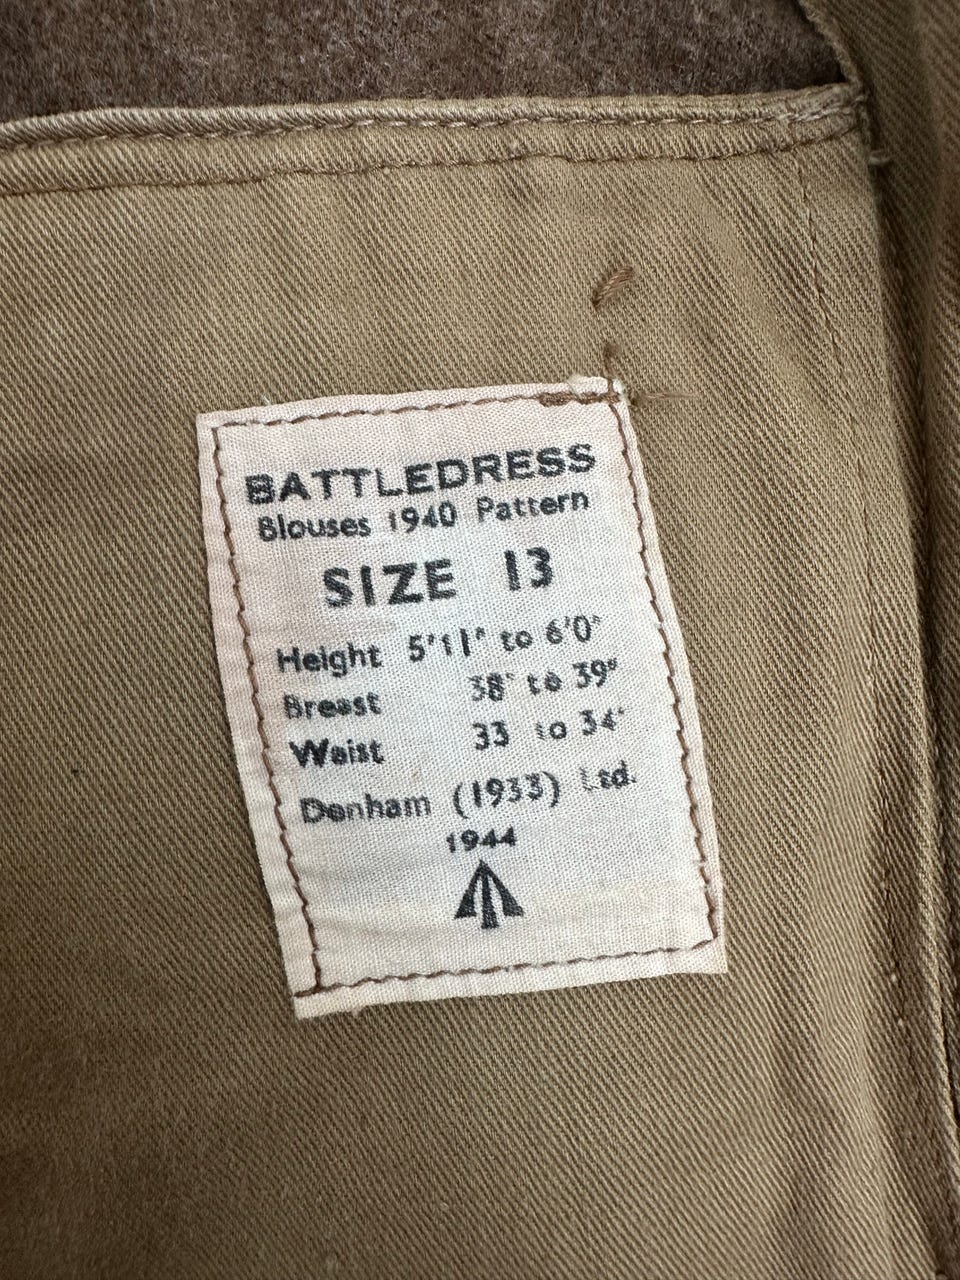 BATTLEDRESS
Blouses 1940 Pattern
SIZE 13
Height 5'11" to 6'0"
Breast 38" to 39"
Waist 33 to 34"
Denham (1933) Ltd.
1944